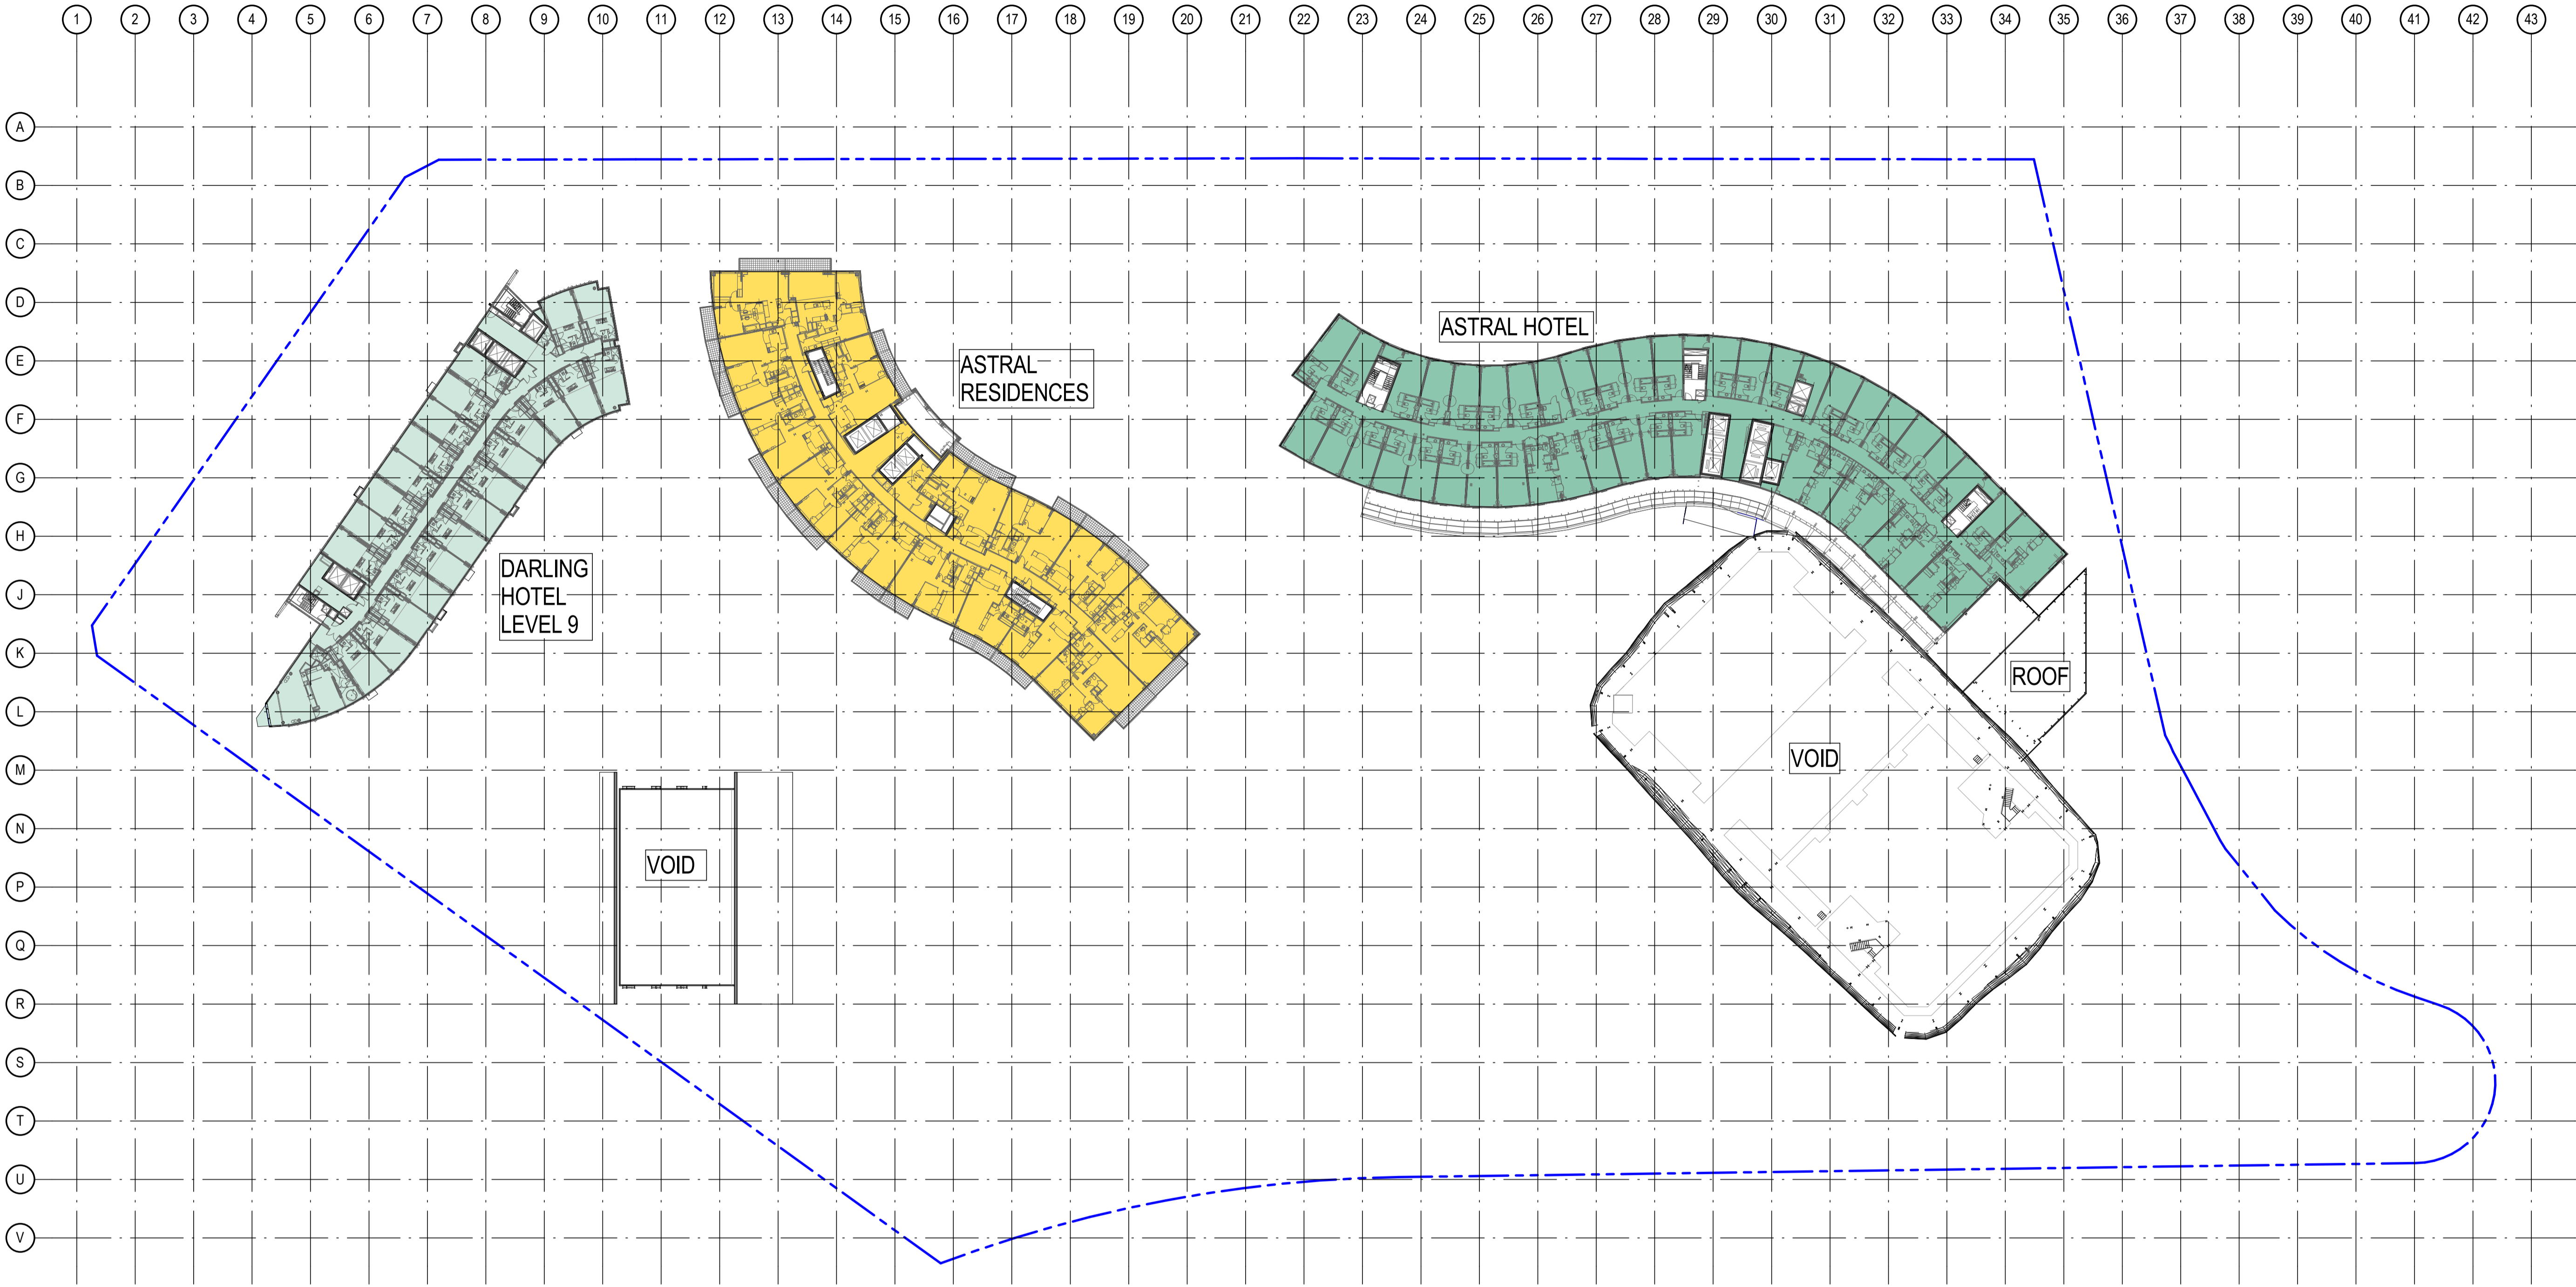 1 2 3 4 5 6 7 8 9 10 11 12 13 14 15 16 17 18 19 20 21 22 23 24 25 26 27 28 29 30 31 32 33 34 35 36 37 38 39 40 41 42 43
A
B
C
D
ASTRAL HOTEL
E
ASTRAL
RESIDENCES
F
G
H
DARLING
HOTEL
LEVEL 9
J
K
ROOF
L
VOID
M
N
VOID
P
Q
R
S
T
U
V